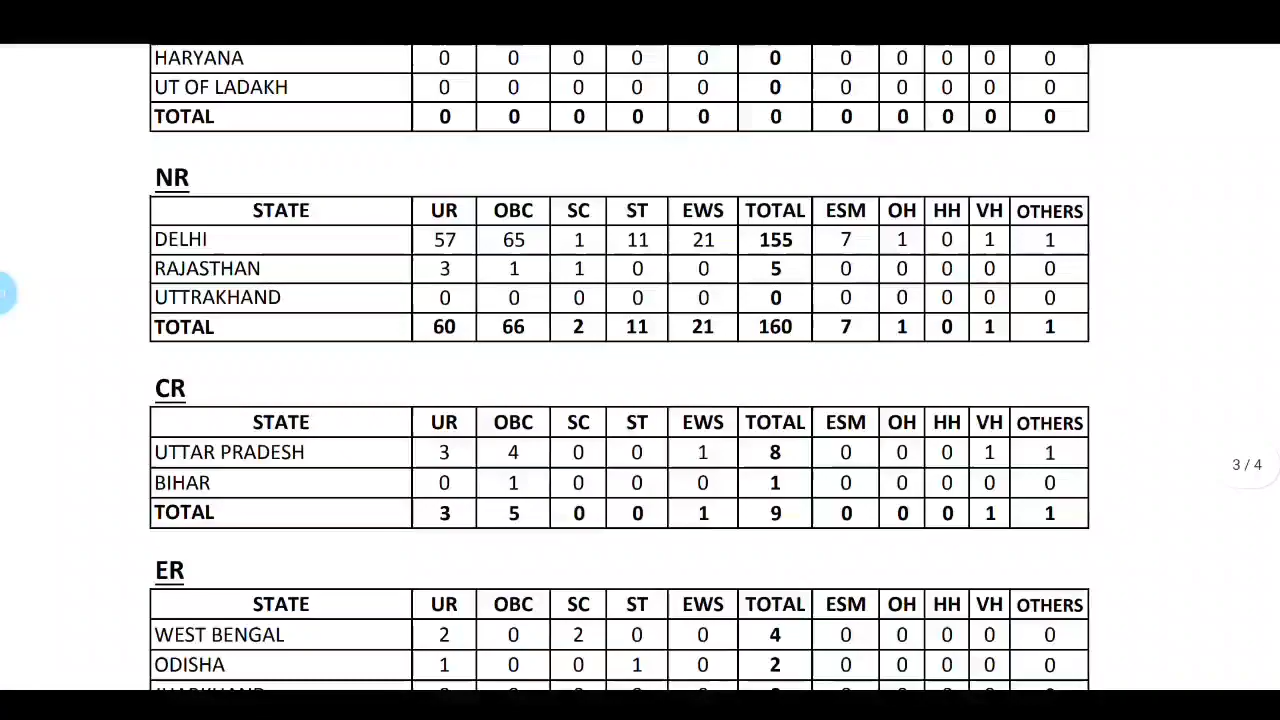 HARYANA 0 0 0 0 0 0 0 0 0 0 0
UT OF LADAKH 0 0 0 0 0 0 0 0 0 0 0
TOTAL 0 0 0 0 0 0 0 0 0 0 0
NR
STATE UR OBC SC ST EWS TOTAL ESM OH HH VH OTHERS
DELHI 57 65 1 11 21 155 7 1 0 1 1
RAJASTHAN 3 1 1 0 0 5 0 0 0 0 0
UTTRAKHAND 0 0 0 0 0 0 0 0 0 0 0
TOTAL 60 66 2 11 21 160 7 1 0 1 1
CR
STATE UR OBC SC ST EWS TOTAL ESM OH HH VH OTHERS
UTTAR PRADESH 3 4 0 0 1 8 0 0 0 1 1
BIHAR 0 1 0 0 0 1 0 0 0 0 0
TOTAL 3 5 0 0 1 9 0 0 0 1 1
3 / 4
ER
STATE UR OBC SC ST EWS TOTAL ESM OH HH VH OTHERS
WEST BENGAL 2 0 2 0 0 4 0 0 0 0 0
ODISHA 1 0 0 1 0 2 0 0 0 0 0